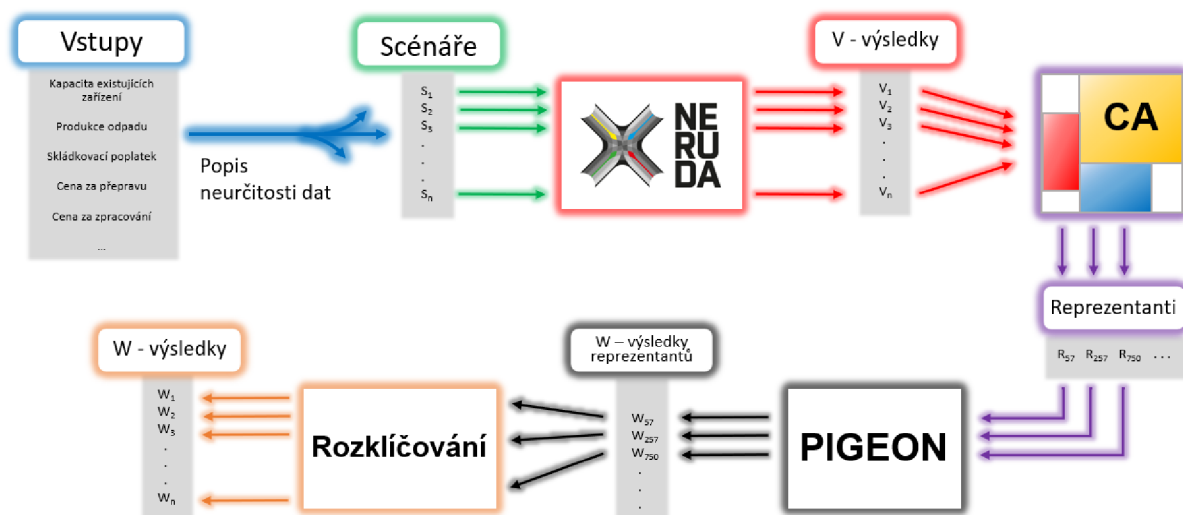 Vstupy
Kapacita existujících
zařízení
Produkce odpadu
Skládkovací poplatek
Cena za přepravu
Cena za zpracování
...
Popis
neurčitosti dat
Scénáře
S1
S2
S3
.
.
.
Sn
NE
RU
DA
V - výsledky
V1
V2
V3
.
.
.
Vn
CA
Reprezentanti
R57 R257 R750 ...
PIGEON
W – výsledky
reprezentantů
W57
W257
W750
.
.
.
Rozklíčování
W - výsledky
W1
W2
W3
.
.
.
Wn